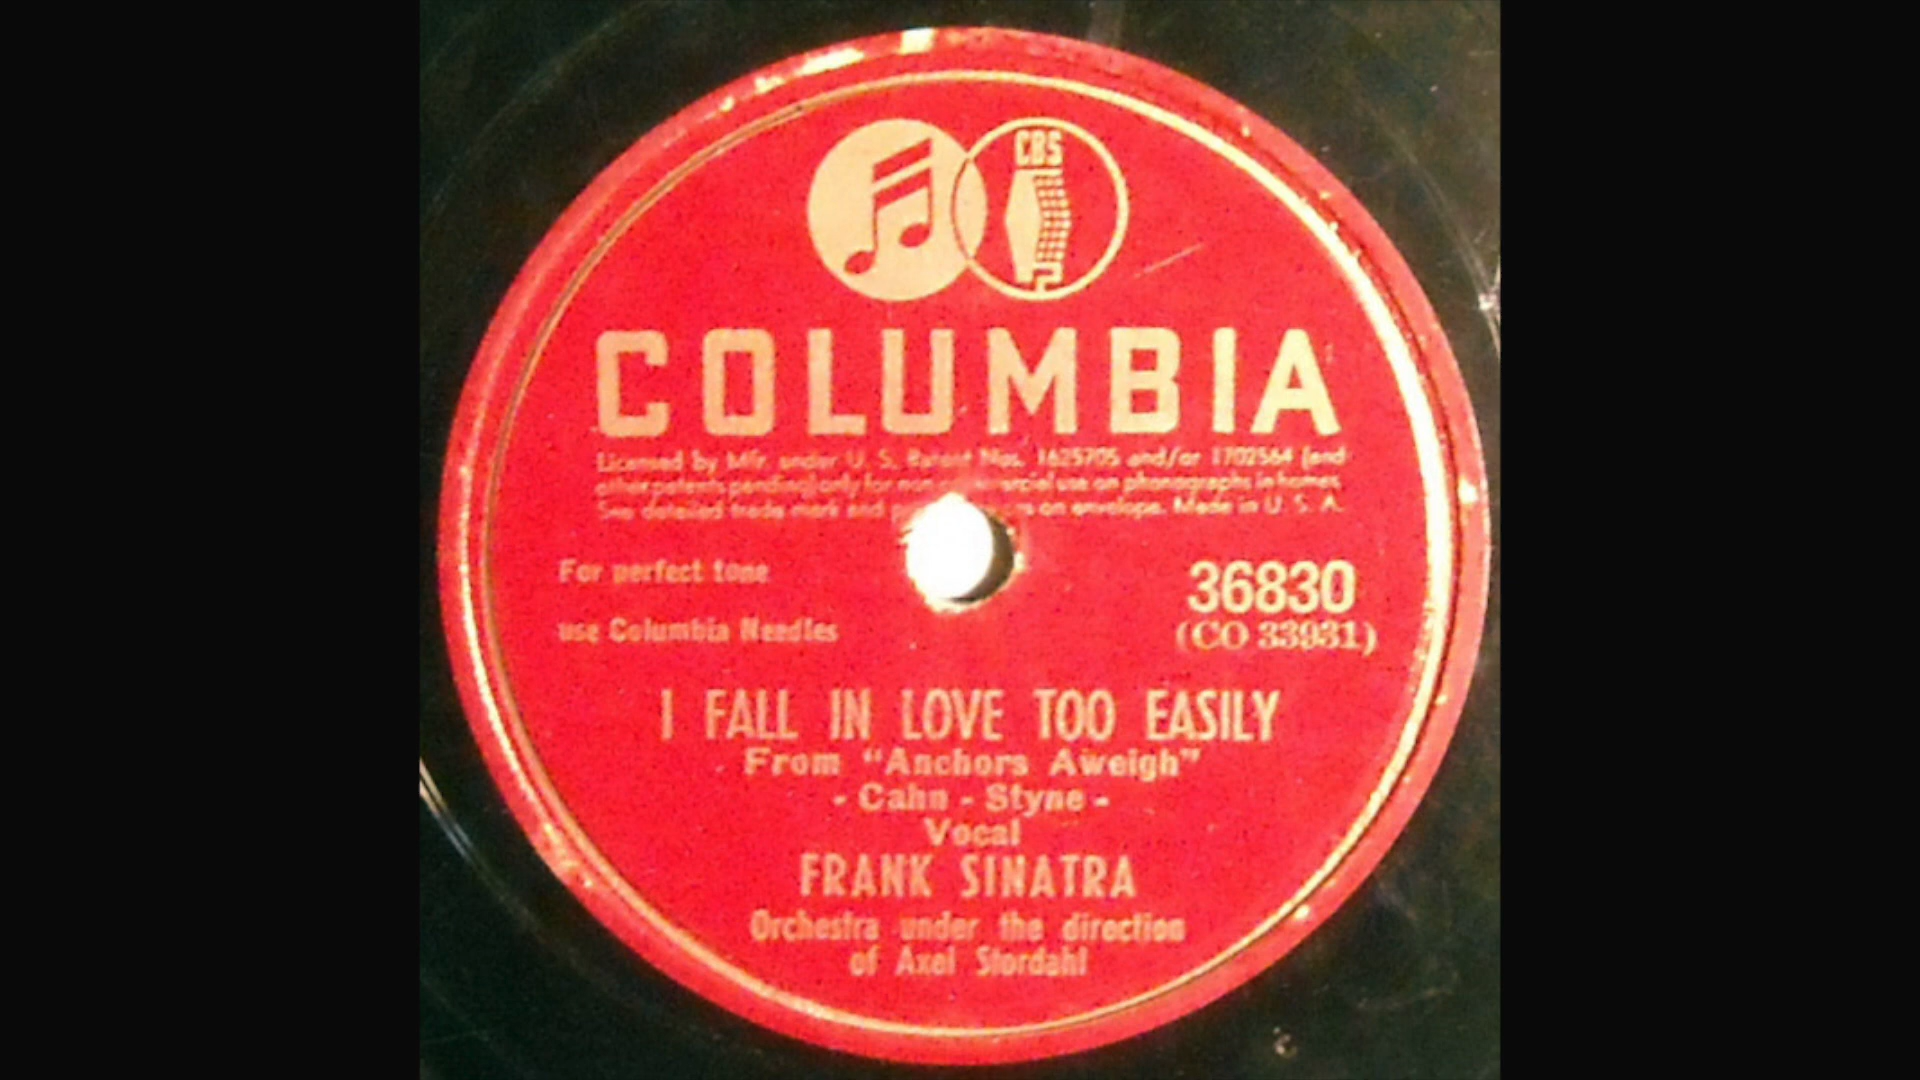 CBS
COLUMBIA
Licensed by Mfr. under U. S. Patent Nos. 1625705 and/or 1702564 (and
other patents pending) only for non use on phonographs in homes
See detailed trade mark and on envelope. Made in U. S. A.
For perfect tone
use Columbia Needles
36830
(CO 33931)
I FALL IN LOVE TOO EASILY
From "Anchors Aweigh"
- Cahn - Styne -
Vocal
FRANK SINATRA
Orchestra under the direction
of Axel Stordahl